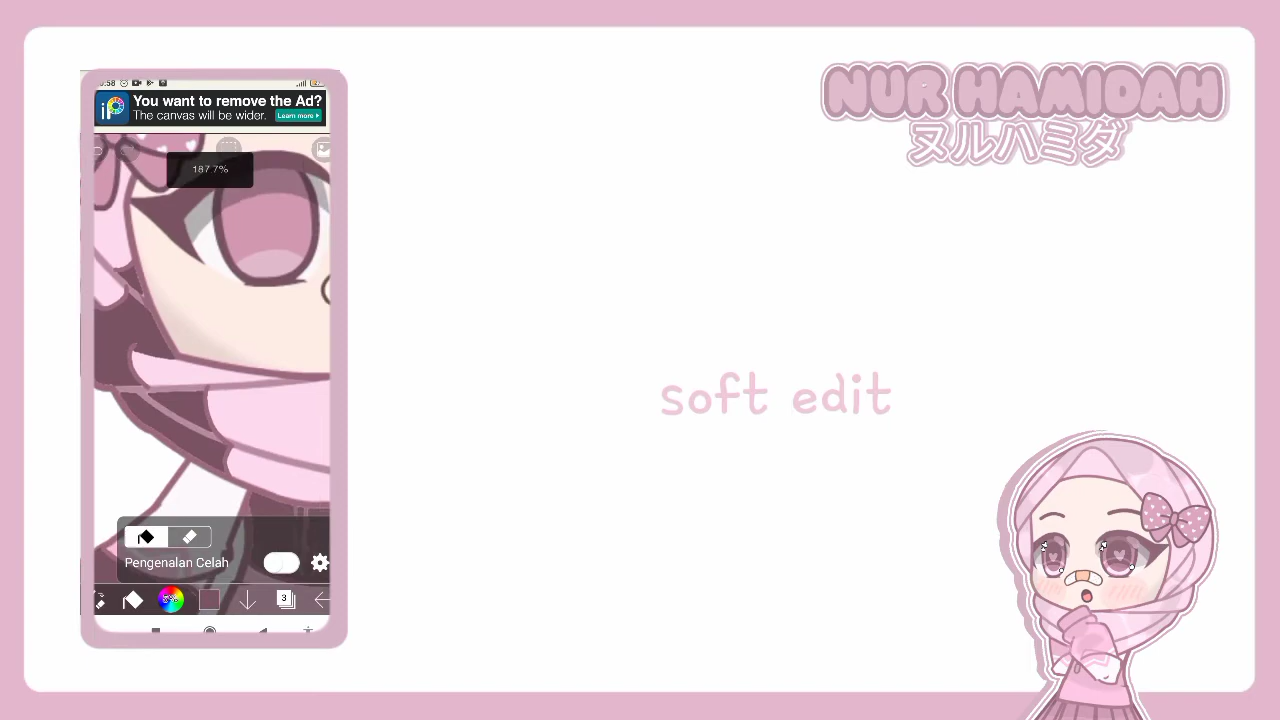 You want to remove the Ad?
The canvas will be wider.
Learn more
187.7%
Pengenalan Celah
3
NUR HAMIDAH
ヌルハミダ
soft edit